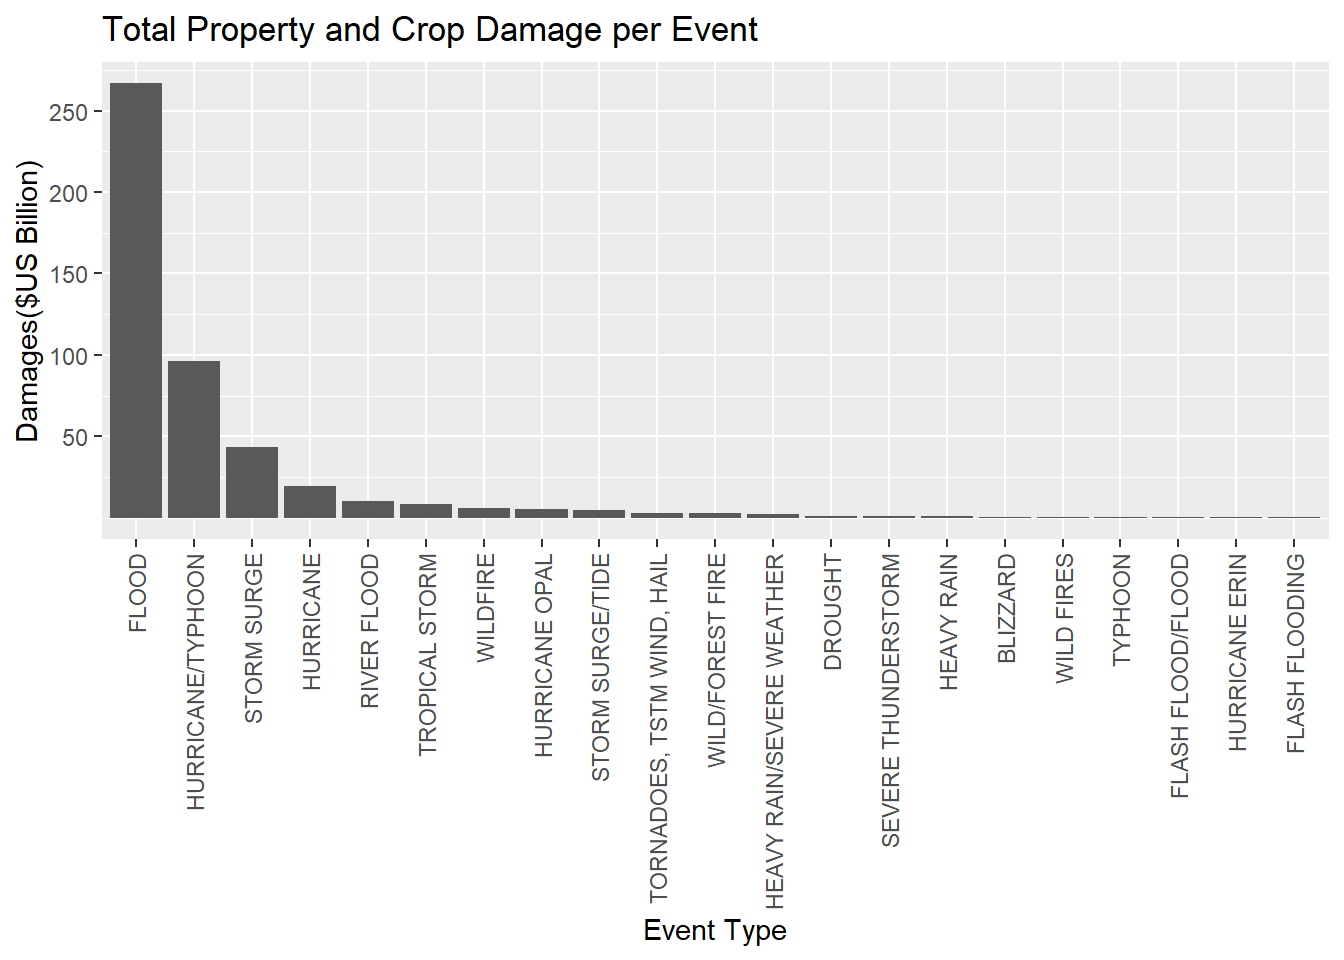 Total Property and Crop Damage per Event
Damages($US Billion)
250
200
150
100
50
FLOOD
HURRICANE/TYPHOON
STORM SURGE
HURRICANE
RIVER FLOOD
TROPICAL STORM
WILDFIRE
HURRICANE OPAL
STORM SURGE/TIDE
TORNADOES, TSTM WIND, HAIL
WILD/FOREST FIRE
HEAVY RAIN/SEVERE WEATHER
DROUGHT
SEVERE THUNDERSTORM
HEAVY RAIN
BLIZZARD
WILD FIRES
TYPHOON
FLASH FLOOD/FLOOD
HURRICANE ERIN
FLASH FLOODING
Event Type